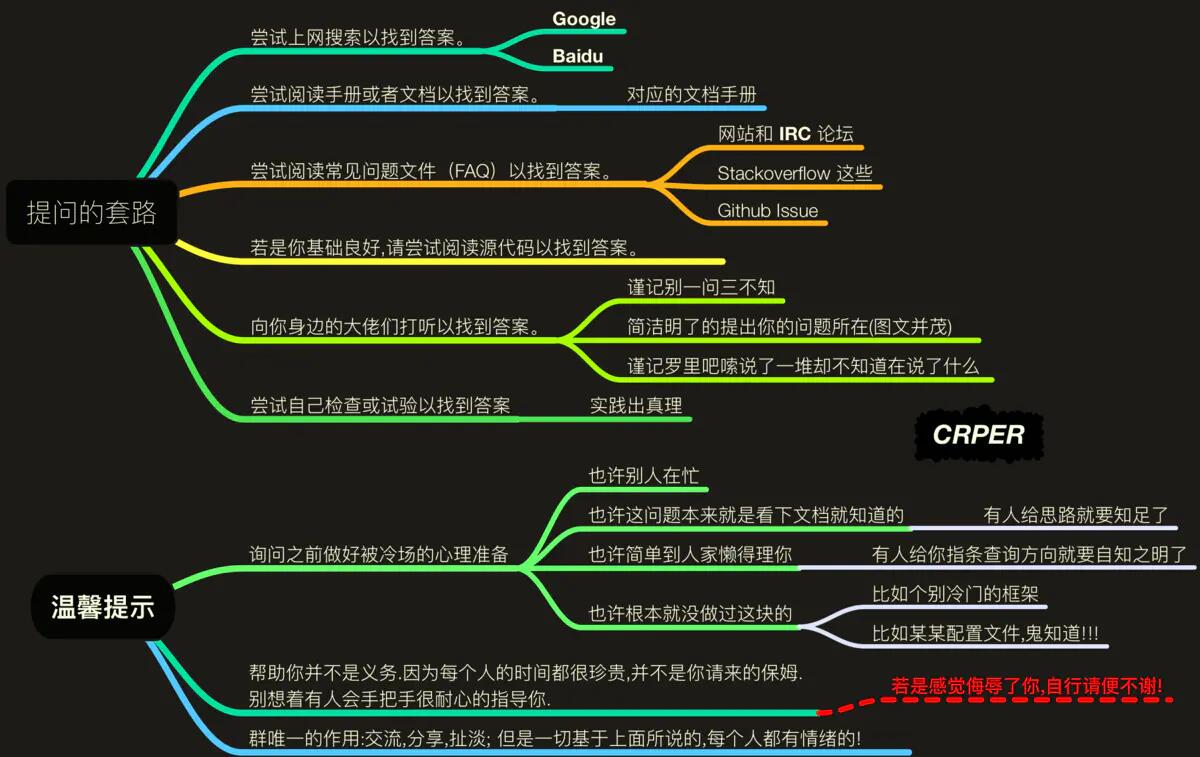 提问的套路
尝试上网搜索以找到答案。
Google
Baidu
尝试阅读手册或者文档以找到答案。
对应的文档手册
尝试阅读常见问题文件（FAQ）以找到答案。
网站和 IRC 论坛
Stackoverflow 这些
Github Issue
若是你基础良好,请尝试阅读源代码以找到答案。
向你身边的大佬们打听以找到答案。
谨记别一问三不知
简洁明了的提出你的问题所在(图文并茂)
谨记罗里吧嗦说了一堆却不知道在说了什么
尝试自己检查或试验以找到答案
实践出真理
CRPER
温馨提示
询问之前做好被冷场的心理准备
也许别人在忙
也许这问题本来就是看下文档就知道的
有人给思路就要知足了
也许简单到人家懒得理你
有人给你指条查询方向就要自知之明了
也许根本就没做过这块的
比如个别冷门的框架
比如某某配置文件,鬼知道!!!
帮助你并不是义务.因为每个人的时间都很珍贵,并不是你请来的保姆.
别想着有人会手把手很耐心的指导你.
若是感觉侮辱了你,自行请便不谢!
群唯一的作用:交流,分享,扯淡; 但是一切基于上面所说的,每个人都有情绪的!